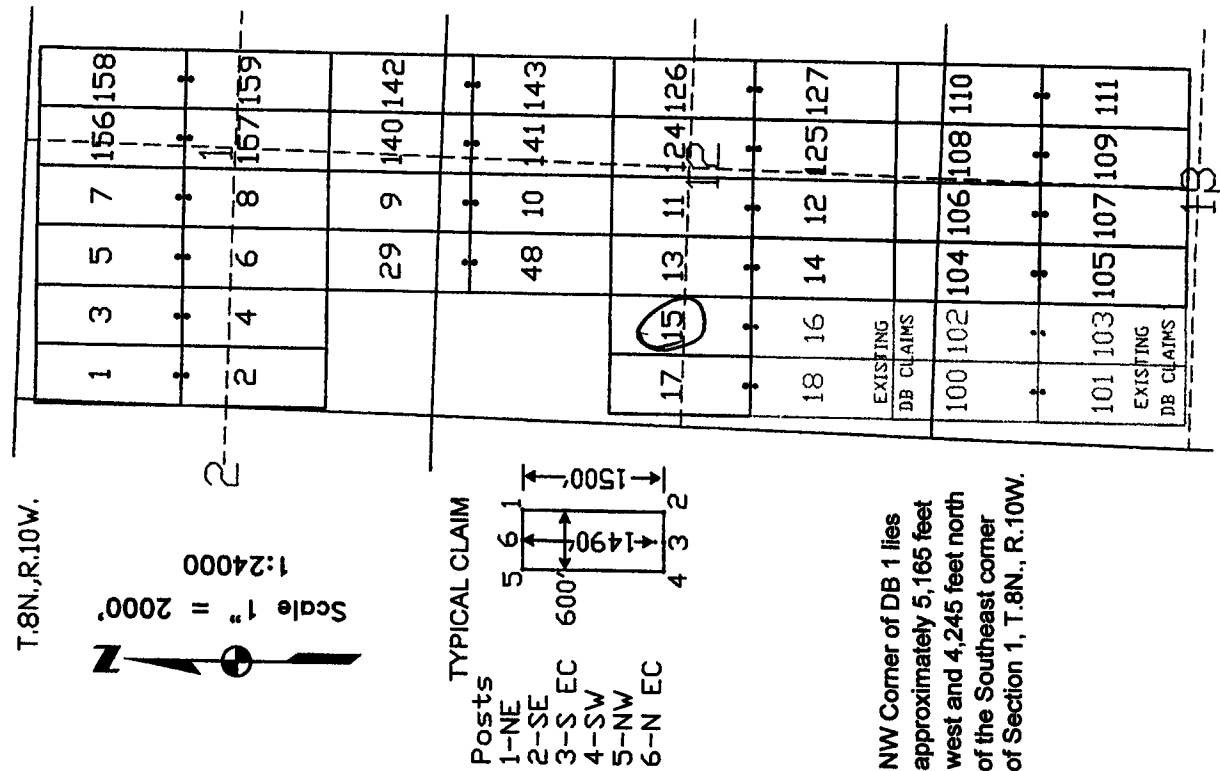 T.8N.,R.10W.
Scale 1" = 2000'
1:24000
N
TYPICAL CLAIM
Posts
1-NE
2-SE
3-S EC
4-SW
5-NW
6-N EC
5 6 1
600'
1490'
1500'
4 3 2
NW Corner of DB 1 lies
approximately 5,165 feet
west and 4,245 feet north
of the Southeast corner
of Section 1, T.8N., R.10W.
1 3 5 7 156 158
1
2
2 4 6 8 157 159
29 9 140 142
48 10 141 143
17 15 13 11 124 126
12
18 16 14 12 125 127
EXISTING
DB CLAIMS
100 102 104 106 108 110
101 103 105 107 109 111
EXISTING
DB CLAIMS
13